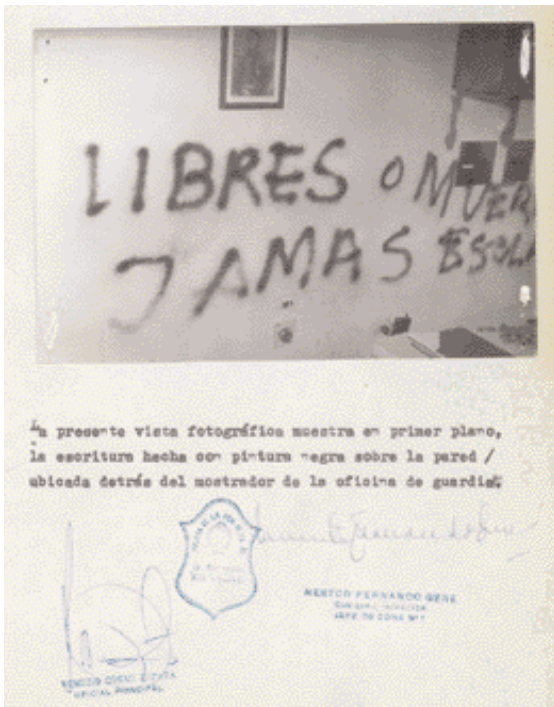 LIBRES O MUER
JAMAS ESCLA
La presente vista fotográfica muestra en primer plano,
la escritura hecha con pintura negra sobre la pared /
ubicada detrás del mostrador de la oficina de guardia.
NESTOR FERNANDO GERE
JEFE DE ZONA Nº 1
OFICIAL PRINCIPAL